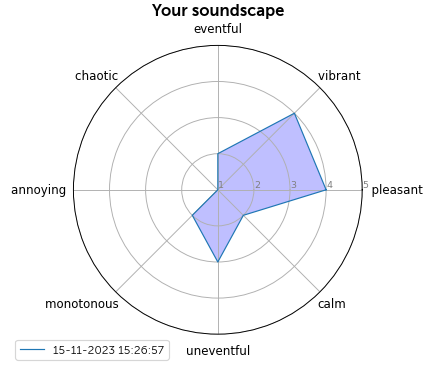 Your soundscape
eventful
chaotic
vibrant
annoying
1 2 3 4 5
pleasant
monotonous
calm
uneventful
15-11-2023 15:26:57